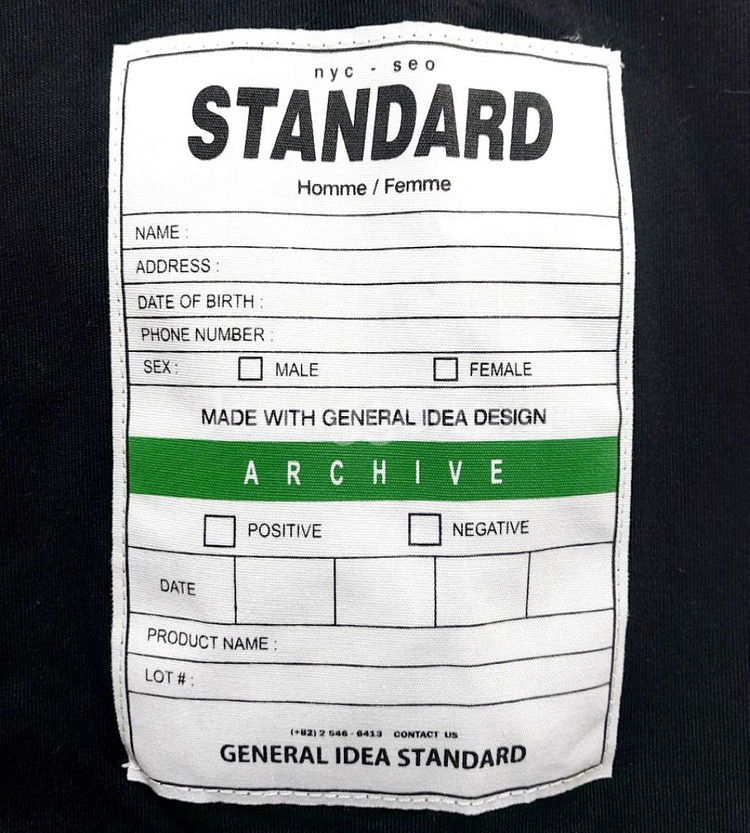 nyc - seo
STANDARD
Homme / Femme
NAME :
ADDRESS :
DATE OF BIRTH :
PHONE NUMBER :
SEX : MALE FEMALE
MADE WITH GENERAL IDEA DESIGN
ARCHIVE
POSITIVE NEGATIVE
DATE
PRODUCT NAME :
LOT # :
(+82) 2 546 - 6413 CONTACT US
GENERAL IDEA STANDARD